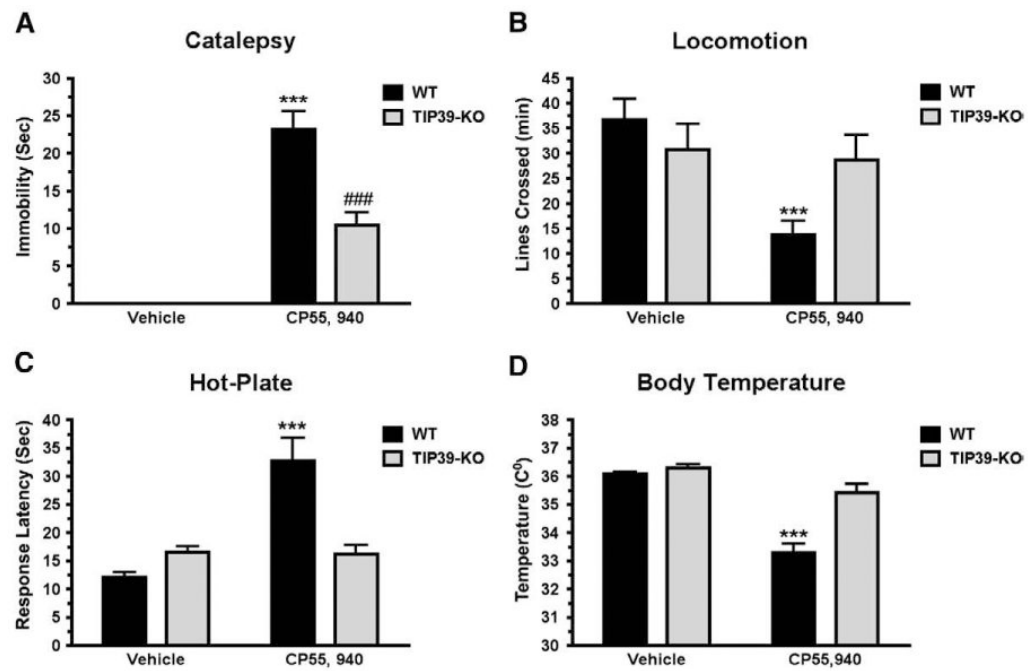 A
Catalepsy
Immobility (Sec)
30
25
20
15
10
5
0
***
###
WT
TIP39-KO
Vehicle
CP55, 940
B
Locomotion
Lines Crossed (min)
45
40
35
30
25
20
15
10
5
0
***
WT
TIP39-KO
Vehicle
CP55, 940
C
Hot-Plate
Response Latency (Sec)
40
35
30
25
20
15
10
5
0
***
WT
TIP39-KO
Vehicle
CP55, 940
D
Body Temperature
Temperature (C⁰)
38
37
36
35
34
33
32
31
30
***
WT
TIP39-KO
Vehicle
CP55,940